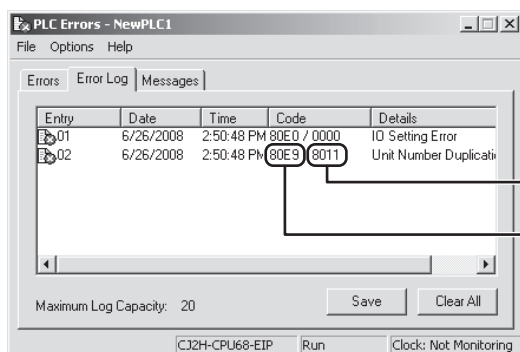 PLC Errors - NewPLC1
File Options Help
Errors Error Log Messages
Entry Date Time Code Details
01 6/26/2008 2:50:48 PM 80E0 / 0000 IO Setting Error
02 6/26/2008 2:50:48 PM 80E9 8011 Unit Number Duplicati
Maximum Log Capacity: 20 Save Clear All
CJ2H-CPU68-EIP Run Clock: Not Monitoring